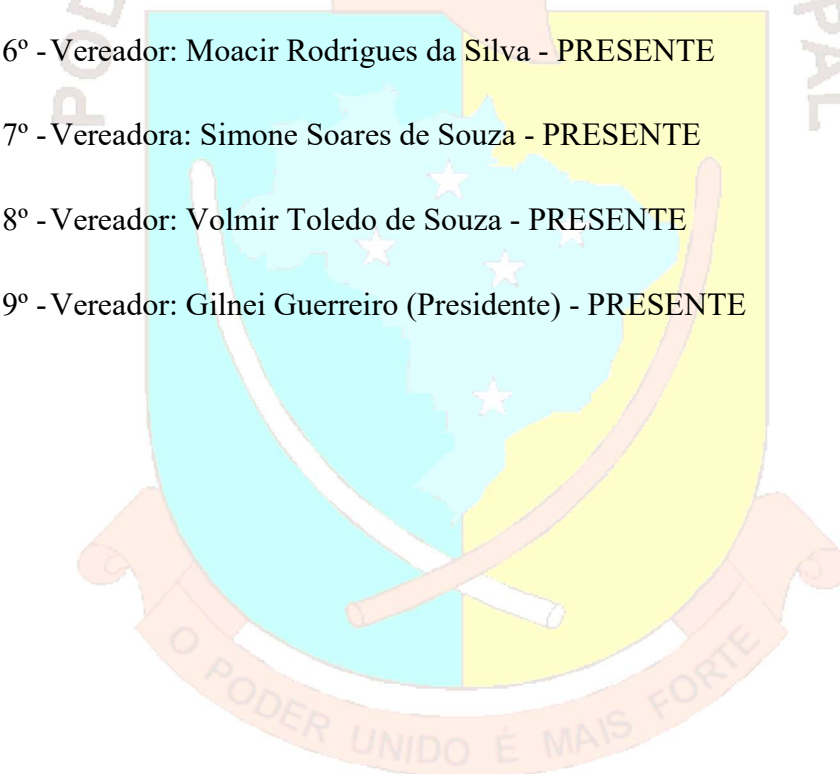 6º - Vereador: Moacir Rodrigues da Silva - PRESENTE
7º - Vereadora: Simone Soares de Souza - PRESENTE
8º - Vereador: Volmir Toledo de Souza - PRESENTE
9º - Vereador: Gilnei Guerreiro (Presidente) - PRESENTE
O PODER UNIDO É MAIS FORTE